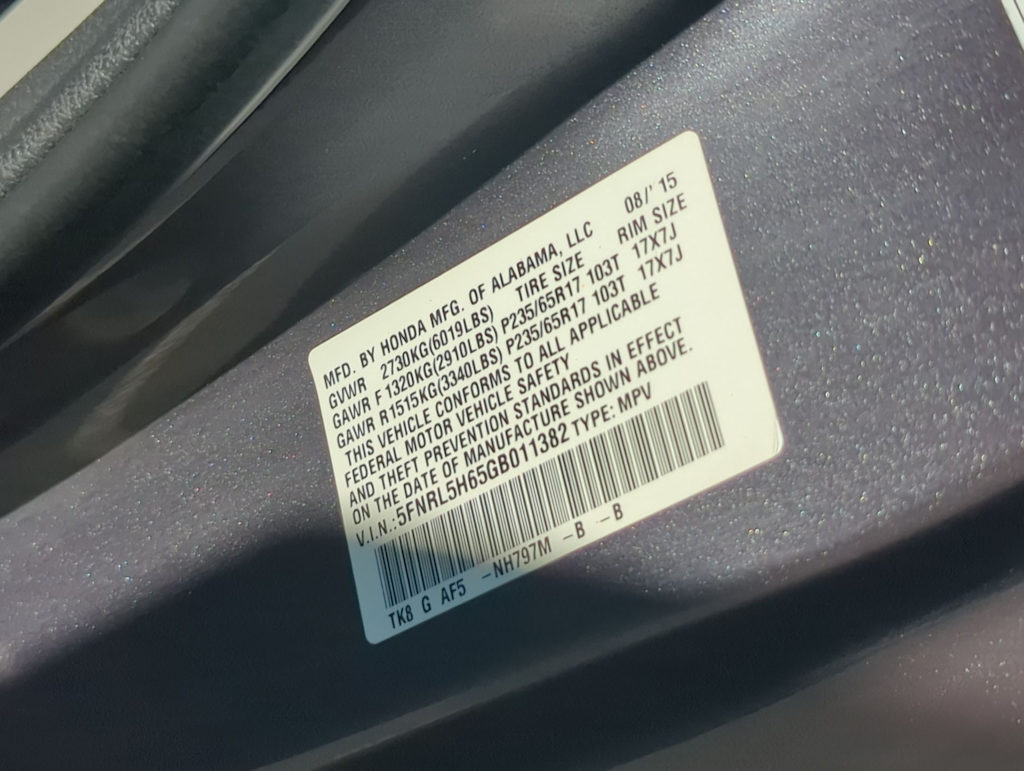 MFD. BY HONDA MFG. OF ALABAMA, LLC 08/'15
GVWR 2730KG(6019LBS) TIRE SIZE RIM SIZE
GAWR F 1320KG(2910LBS) P235/65R17 103T 17X7J
GAWR R1515KG(3340LBS) P235/65R17 103T 17X7J
THIS VEHICLE CONFORMS TO ALL APPLICABLE
FEDERAL MOTOR VEHICLE SAFETY
AND THEFT PREVENTION STANDARDS IN EFFECT
ON THE DATE OF MANUFACTURE SHOWN ABOVE.
V.I.N.:5FNRL5H65GB011382 TYPE: MPV
TK8 G AF5 -NH797M -B -B